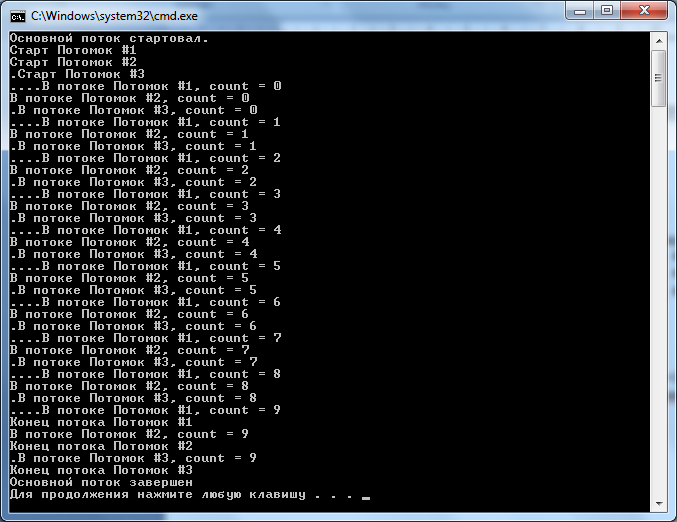 C:\Windows\system32\cmd.exe
Основной поток стартовал.
Старт Потомок #1
Старт Потомок #2
.Старт Потомок #3
....В потоке Потомок #1, count = 0
В потоке Потомок #2, count = 0
.В потоке Потомок #3, count = 0
....В потоке Потомок #1, count = 1
В потоке Потомок #2, count = 1
.В потоке Потомок #3, count = 1
....В потоке Потомок #1, count = 2
В потоке Потомок #2, count = 2
.В потоке Потомок #3, count = 2
....В потоке Потомок #1, count = 3
В потоке Потомок #2, count = 3
.В потоке Потомок #3, count = 3
....В потоке Потомок #1, count = 4
В потоке Потомок #2, count = 4
.В потоке Потомок #3, count = 4
....В потоке Потомок #1, count = 5
В потоке Потомок #2, count = 5
.В потоке Потомок #3, count = 5
....В потоке Потомок #1, count = 6
В потоке Потомок #2, count = 6
.В потоке Потомок #3, count = 6
....В потоке Потомок #1, count = 7
В потоке Потомок #2, count = 7
.В потоке Потомок #3, count = 7
....В потоке Потомок #1, count = 8
В потоке Потомок #2, count = 8
.В потоке Потомок #3, count = 8
....В потоке Потомок #1, count = 9
Конец потока Потомок #1
В потоке Потомок #2, count = 9
Конец потока Потомок #2
.В потоке Потомок #3, count = 9
Конец потока Потомок #3
Основной поток завершен
Для продолжения нажмите любую клавишу . . . _